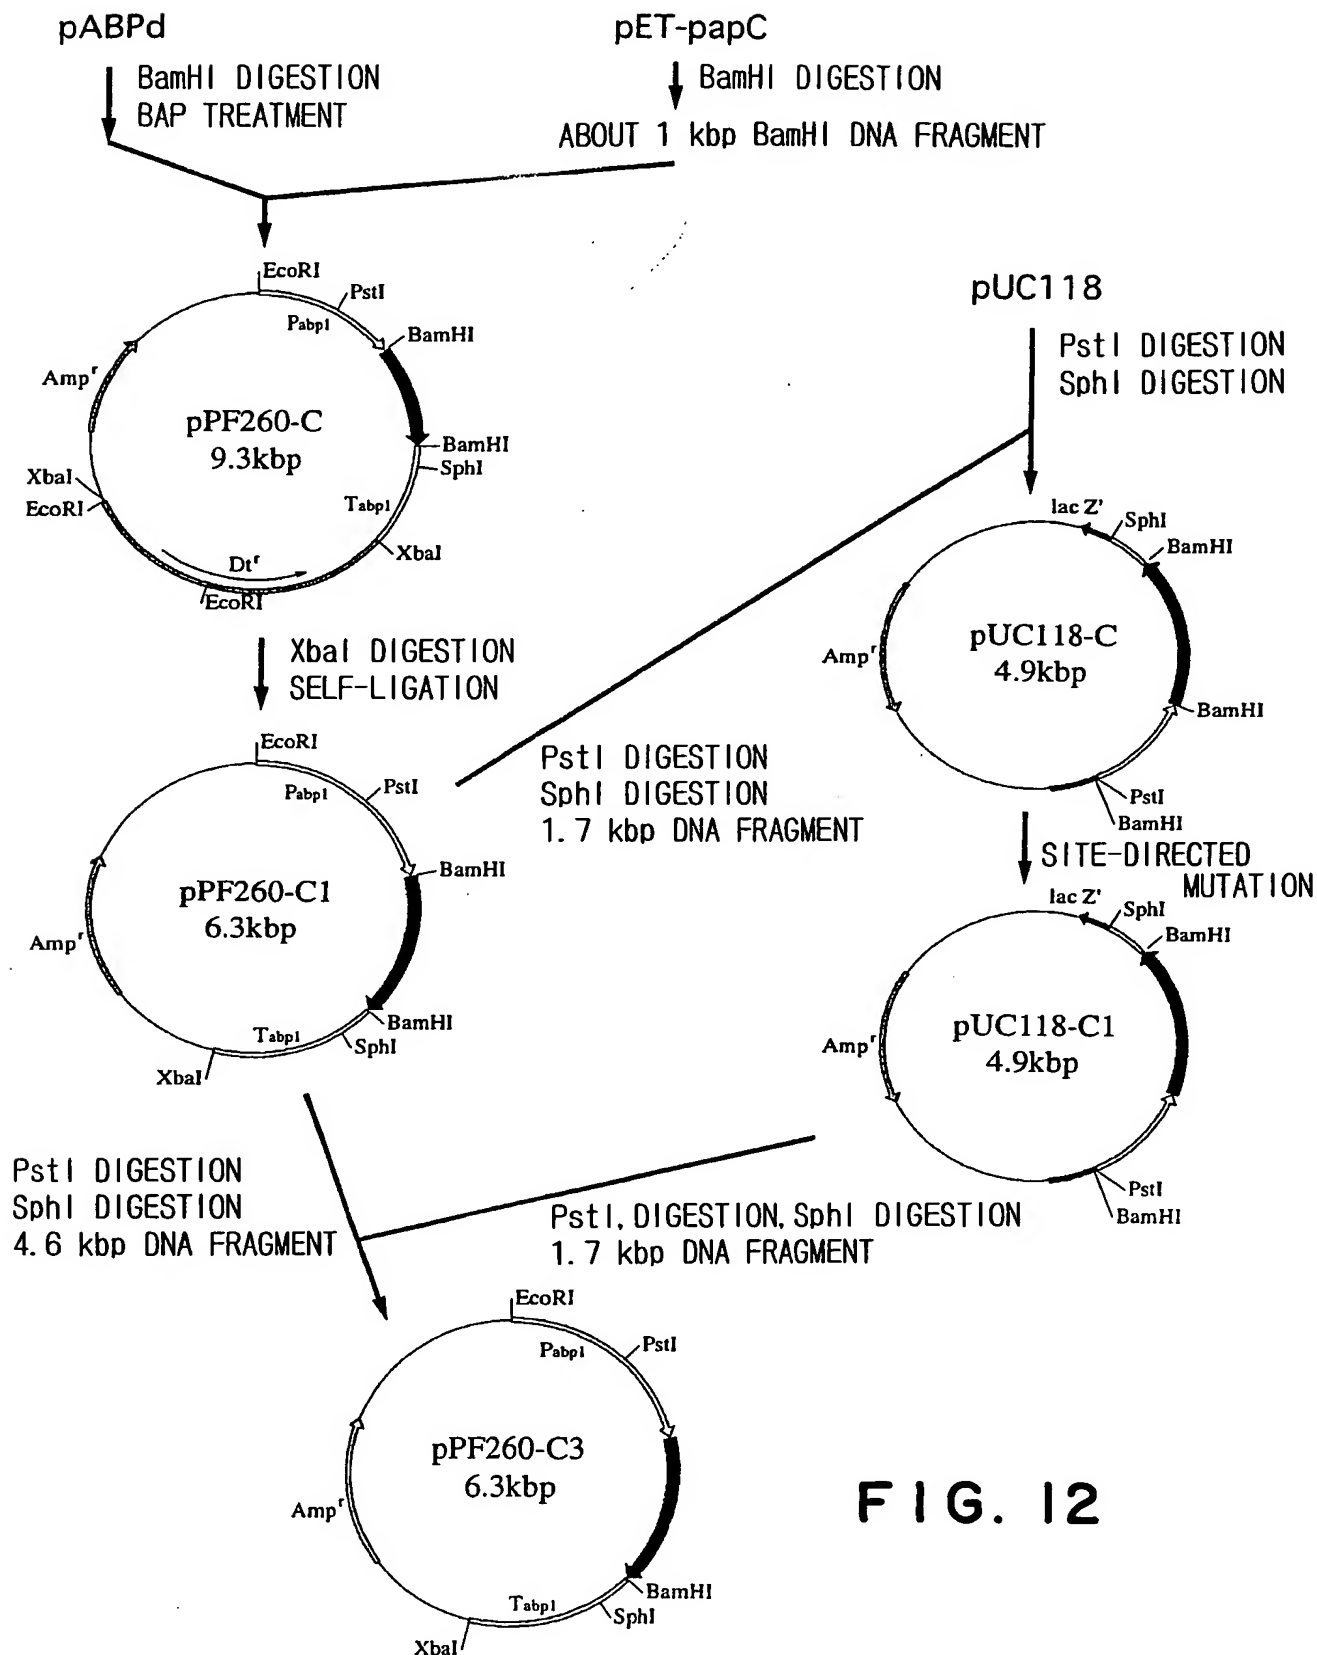 pABPd
pET-papC
BamHI DIGESTION
BAP TREATMENT
BamHI DIGESTION
ABOUT 1 kbp BamHI DNA FRAGMENT
EcoRI
PstI
Pabp1
BamHI
Ampʳ
pPF260-C
9.3kbp
BamHI
SphI
XbaI
EcoRI
Tabp1
XbaI
Dtʳ
EcoRI
pUC118
PstI DIGESTION
SphI DIGESTION
XbaI DIGESTION
SELF-LIGATION
lac Z'
SphI
BamHI
Ampʳ
pUC118-C
4.9kbp
BamHI
PstI
BamHI
EcoRI
Pabp1
PstI
BamHI
pPF260-C1
6.3kbp
Ampʳ
BamHI
Tabp1
SphI
XbaI
PstI DIGESTION
SphI DIGESTION
1.7 kbp DNA FRAGMENT
SITE-DIRECTED
MUTATION
lac Z'
SphI
BamHI
pUC118-C1
4.9kbp
Ampʳ
PstI
BamHI
PstI DIGESTION
SphI DIGESTION
4.6 kbp DNA FRAGMENT
PstI, DIGESTION, SphI DIGESTION
1.7 kbp DNA FRAGMENT
EcoRI
Pabp1
PstI
pPF260-C3
6.3kbp
Ampʳ
BamHI
Tabp1
SphI
XbaI
FIG. 12